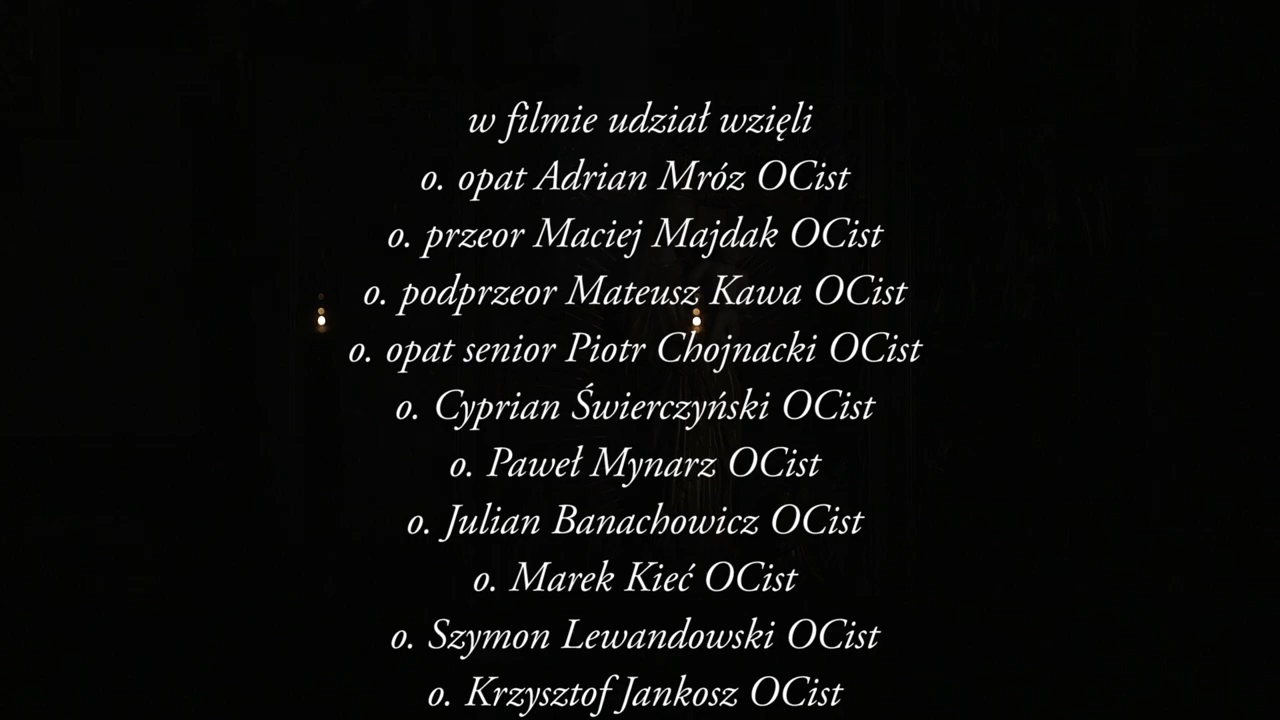 w filmie udział wzięli
o. opat Adrian Mróz OCist
o. przeor Maciej Majdak OCist
o. podprzeor Mateusz Kawa OCist
o. opat senior Piotr Chojnacki OCist
o. Cyprian Świerczyński OCist
o. Paweł Mynarz OCist
o. Julian Banachowicz OCist
o. Marek Kieć OCist
o. Szymon Lewandowski OCist
o. Krzysztof Jankosz OCist